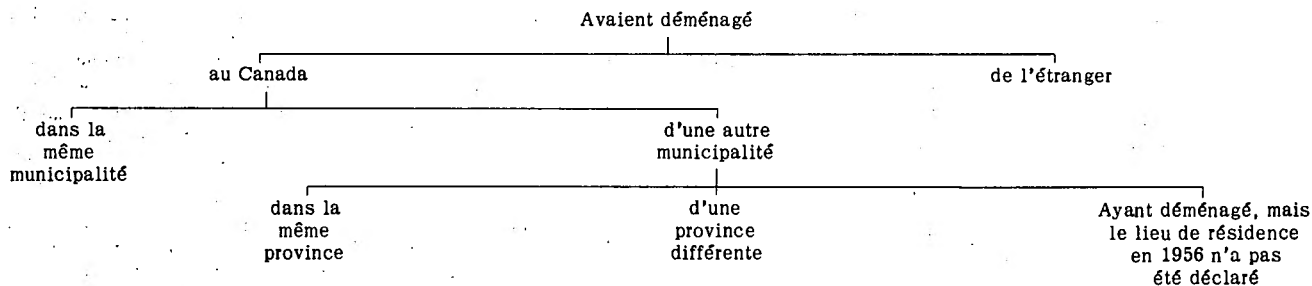 Avaient déménagé
au Canada
de l'étranger
dans la
même
municipalité
d'une autre
municipalité
dans la
même
province
d'une
province
différente
Ayant déménagé, mais
le lieu de résidence
en 1956 n'a pas
été déclaré